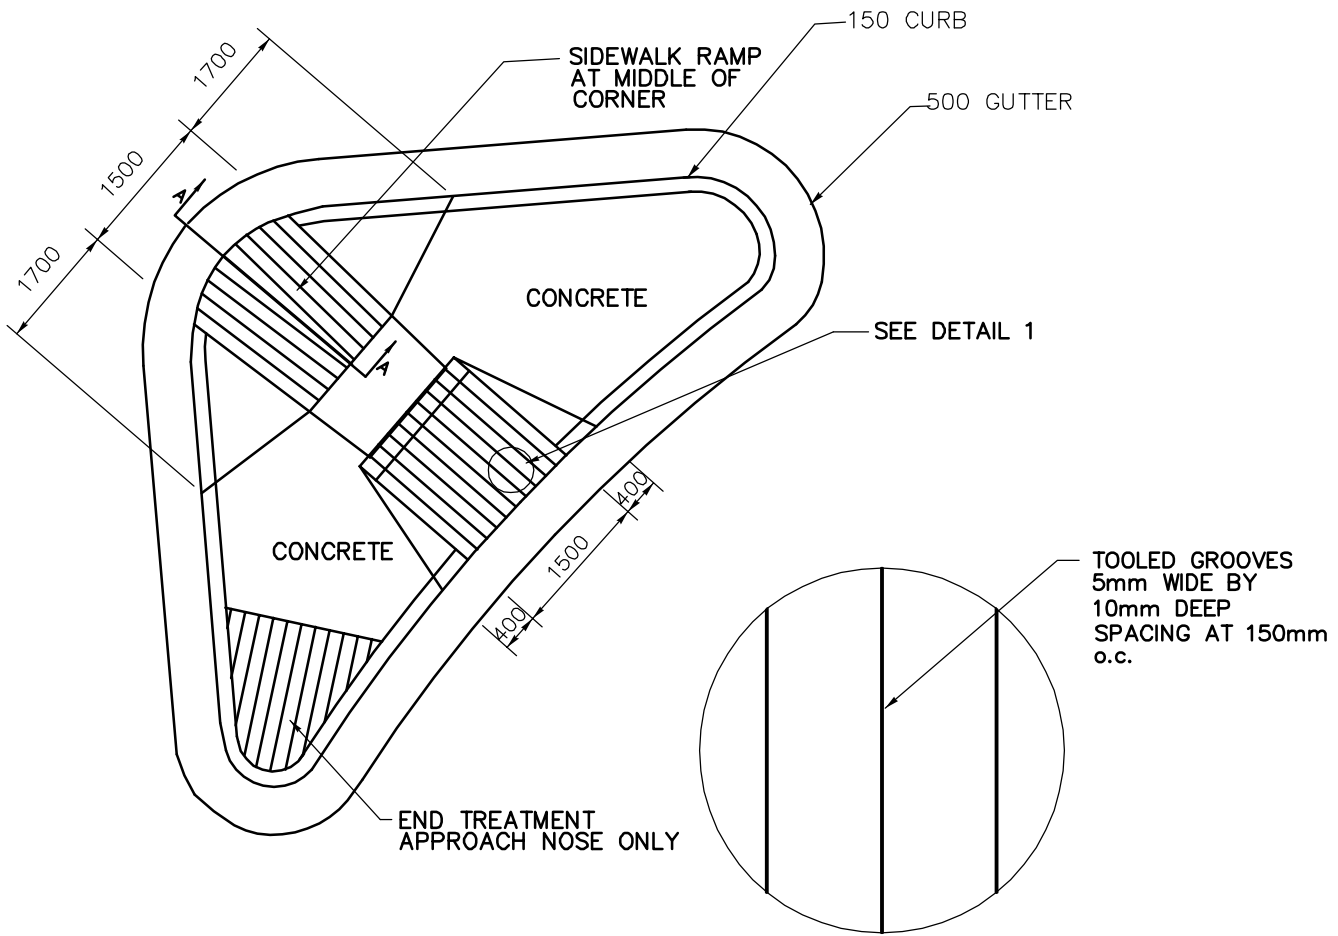 150 CURB
SIDEWALK RAMP
AT MIDDLE OF
CORNER
500 GUTTER
1700
1500
1700
A
A
CONCRETE
SEE DETAIL 1
400
1500
400
CONCRETE
TOOLED GROOVES
5mm WIDE BY
10mm DEEP
SPACING AT 150mm
o.c.
END TREATMENT
APPROACH NOSE ONLY